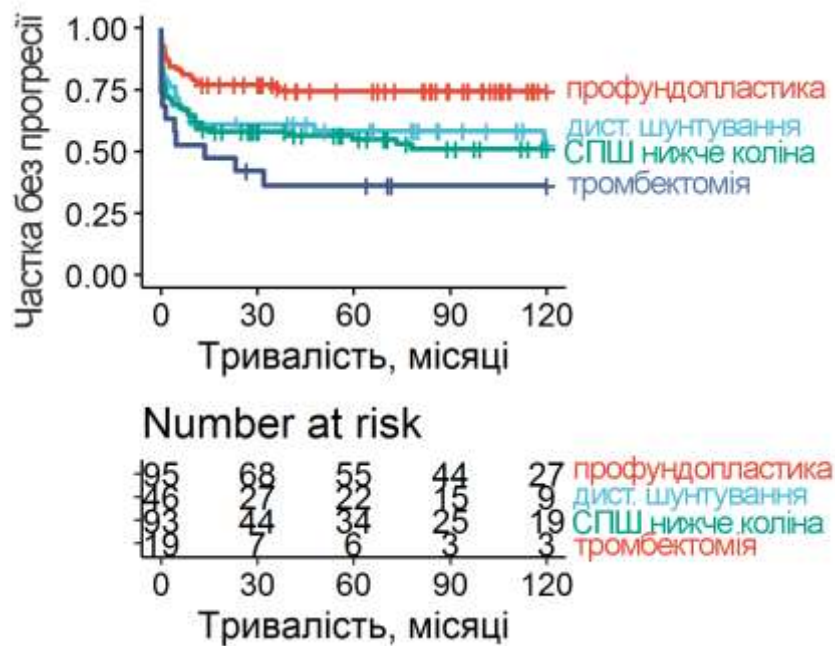 Частка без прогресії
1.00
0.75
0.50
0.25
0.00
профундопластика
дист. шунтування
СПШ нижче коліна
тромбектомія
0 30 60 90 120
Тривалість, місяці
Number at risk
95 68 55 44 27 профундопластика
46 27 22 15 9 дист. шунтування
93 44 34 25 19 СПШ нижче коліна
19 7 6 3 3 тромбектомія
0 30 60 90 120
Тривалість, місяці